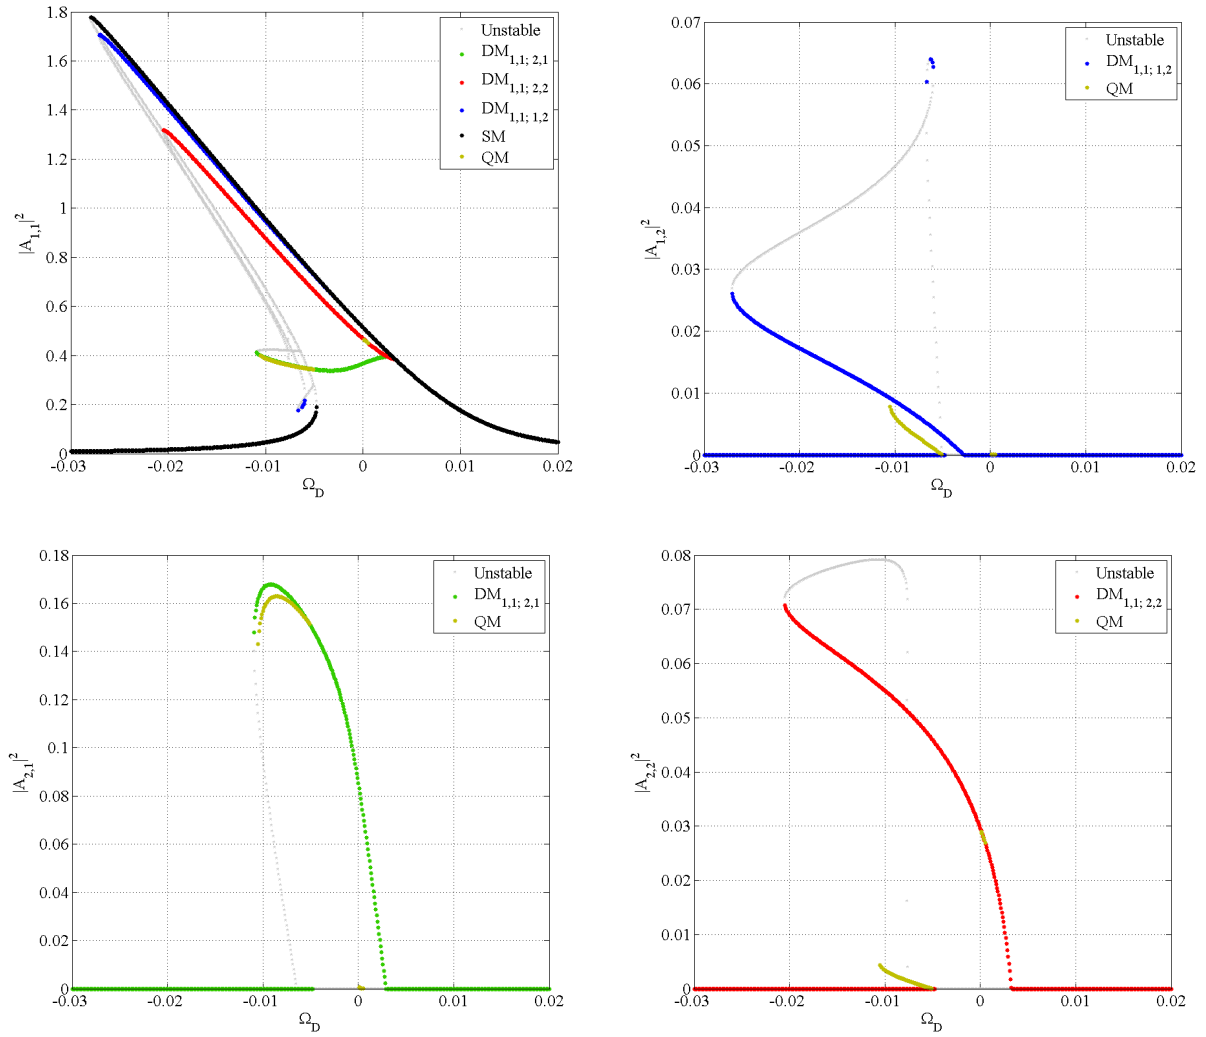 1.8
1.6
1.4
1.2
1
0.8
0.6
0.4
0.2
0
|A1,1|2
-0.03
-0.02
-0.01
0
0.01
0.02
ΩD
Unstable
DM1,1; 2,1
DM1,1; 2,2
DM1,1; 1,2
SM
QM
0.07
0.06
0.05
0.04
0.03
0.02
0.01
0
|A1,2|2
-0.03
-0.02
-0.01
0
0.01
0.02
ΩD
Unstable
DM1,1; 1,2
QM
0.18
0.16
0.14
0.12
0.1
0.08
0.06
0.04
0.02
0
|A2,1|2
-0.03
-0.02
-0.01
0
0.01
0.02
ΩD
Unstable
DM1,1; 2,1
QM
0.08
0.07
0.06
0.05
0.04
0.03
0.02
0.01
0
|A2,2|2
-0.03
-0.02
-0.01
0
0.01
0.02
ΩD
Unstable
DM1,1; 2,2
QM